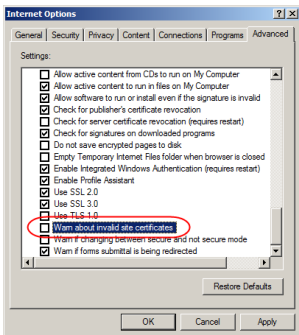 Internet Options
General Security Privacy Content Connections Programs Advanced
Settings:
Allow active content from CDs to run on My Computer
Allow active content to run in files on My Computer
Allow software to run or install even if the signature is invalid
Check for publisher's certificate revocation
Check for server certificate revocation (requires restart)
Check for signatures on downloaded programs
Do not save encrypted pages to disk
Empty Temporary Internet Files folder when browser is closed
Enable Integrated Windows Authentication (requires restart)
Enable Profile Assistant
Use SSL 2.0
Use SSL 3.0
Use TLS 1.0
Warn about invalid site certificates
Warn if changing between secure and not secure mode
Warn if forms submittal is being redirected
Restore Defaults
OK Cancel Apply